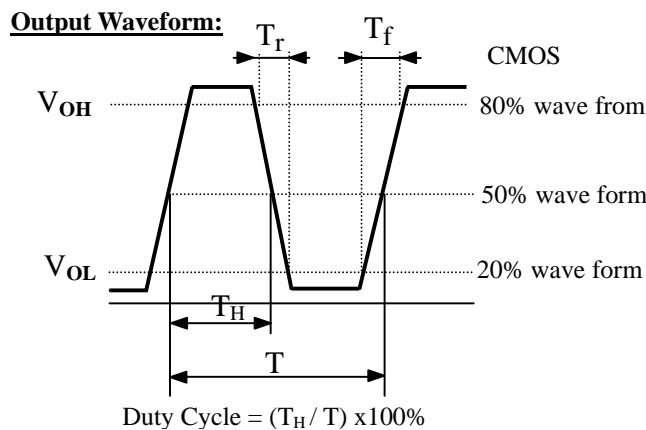 Output Waveform:
Tr Tf
CMOS
VOH 80% wave from
50% wave form
VOL 20% wave form
TH
T
Duty Cycle = (TH / T) x100%